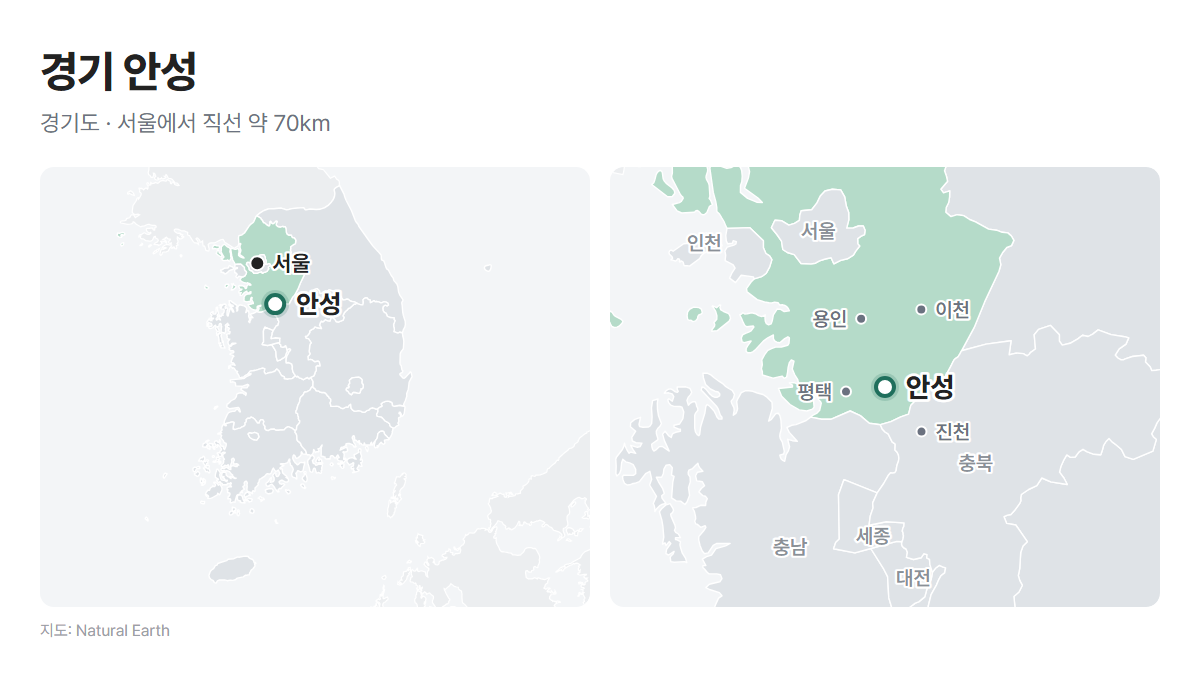 경기 안성
경기도 · 서울에서 직선 약 70km
서울
안성
인천
서울
용인
이천
평택
안성
진천
충북
충남
세종
대전
지도: Natural Earth